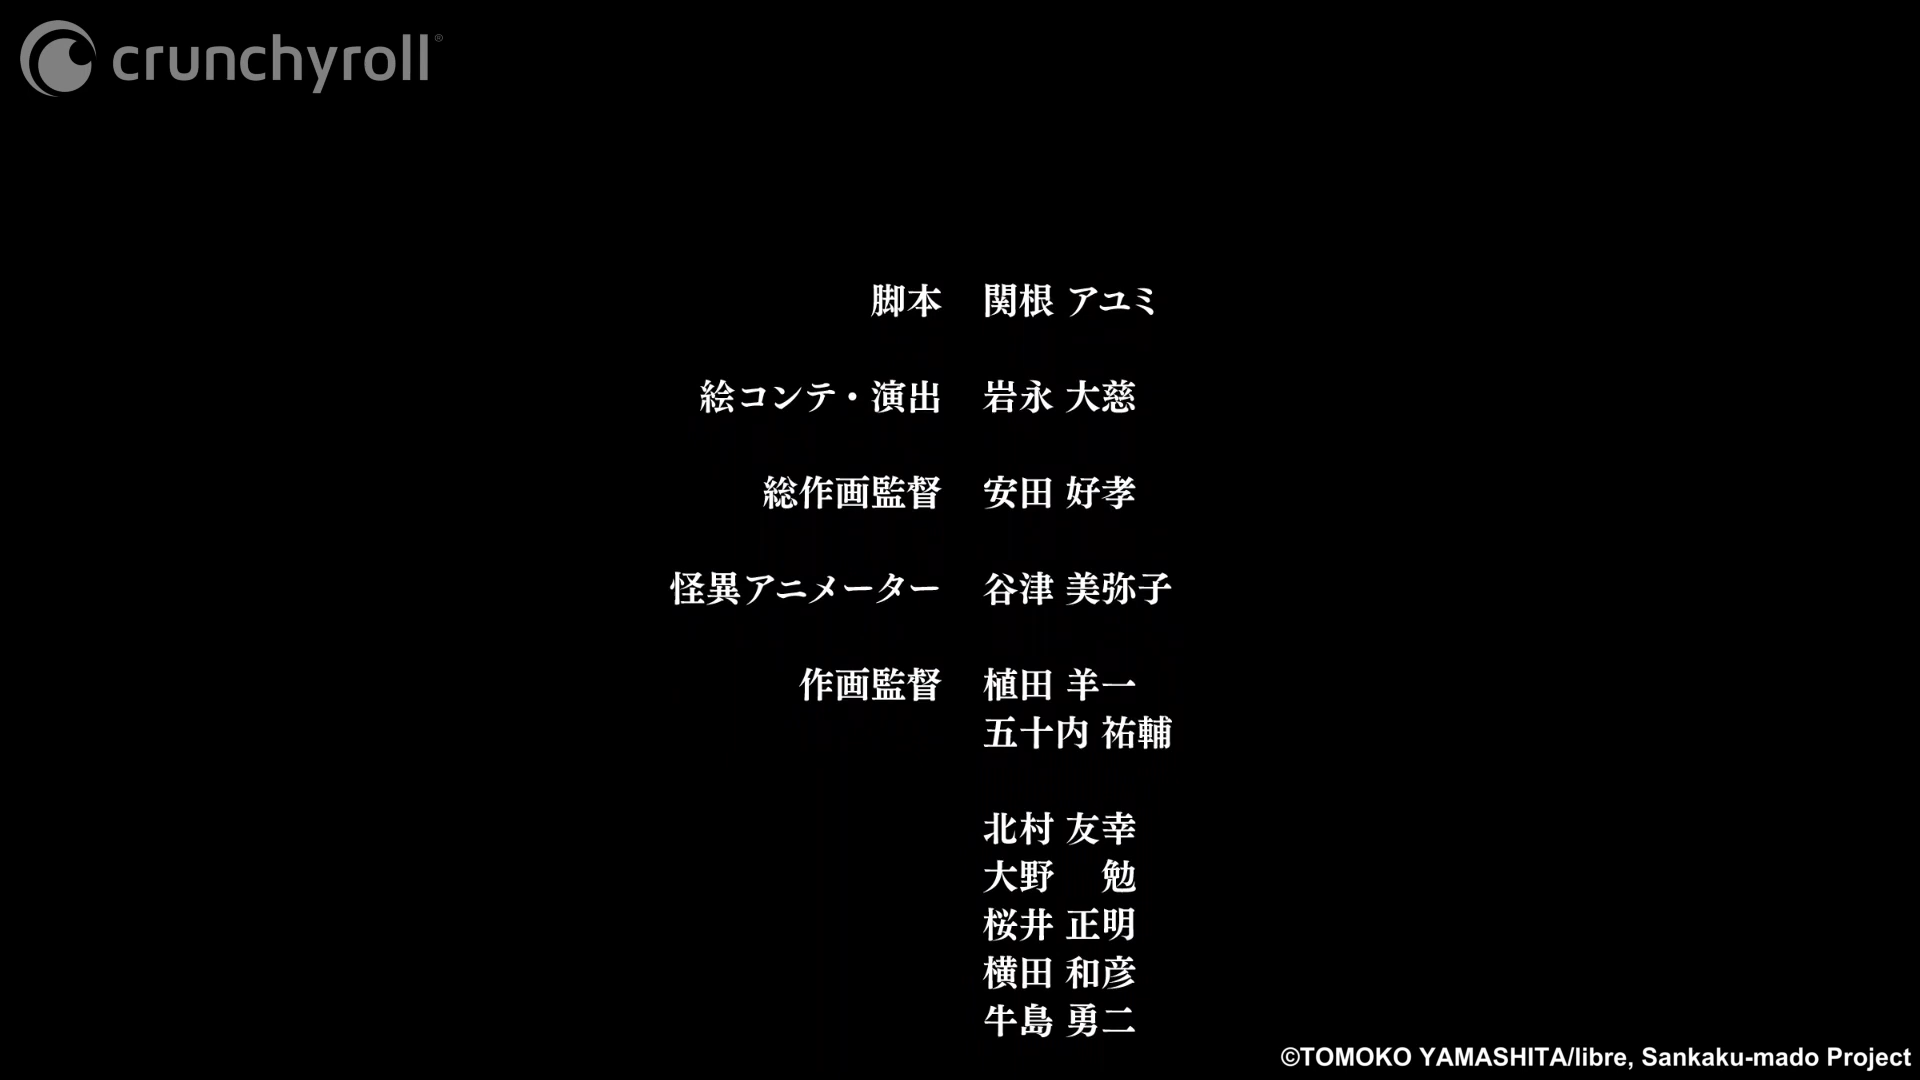 crunchyroll®
脚本 関根 アユミ
絵コンテ・演出 岩永 大慈
総作画監督 安田 好孝
怪異アニメーター 谷津 美弥子
作画監督 植田 羊一
五十内 祐輔
北村 友幸
大野 勉
桜井 正明
横田 和彦
牛島 勇二
©TOMOKO YAMASHITA/libre, Sankaku-mado Project